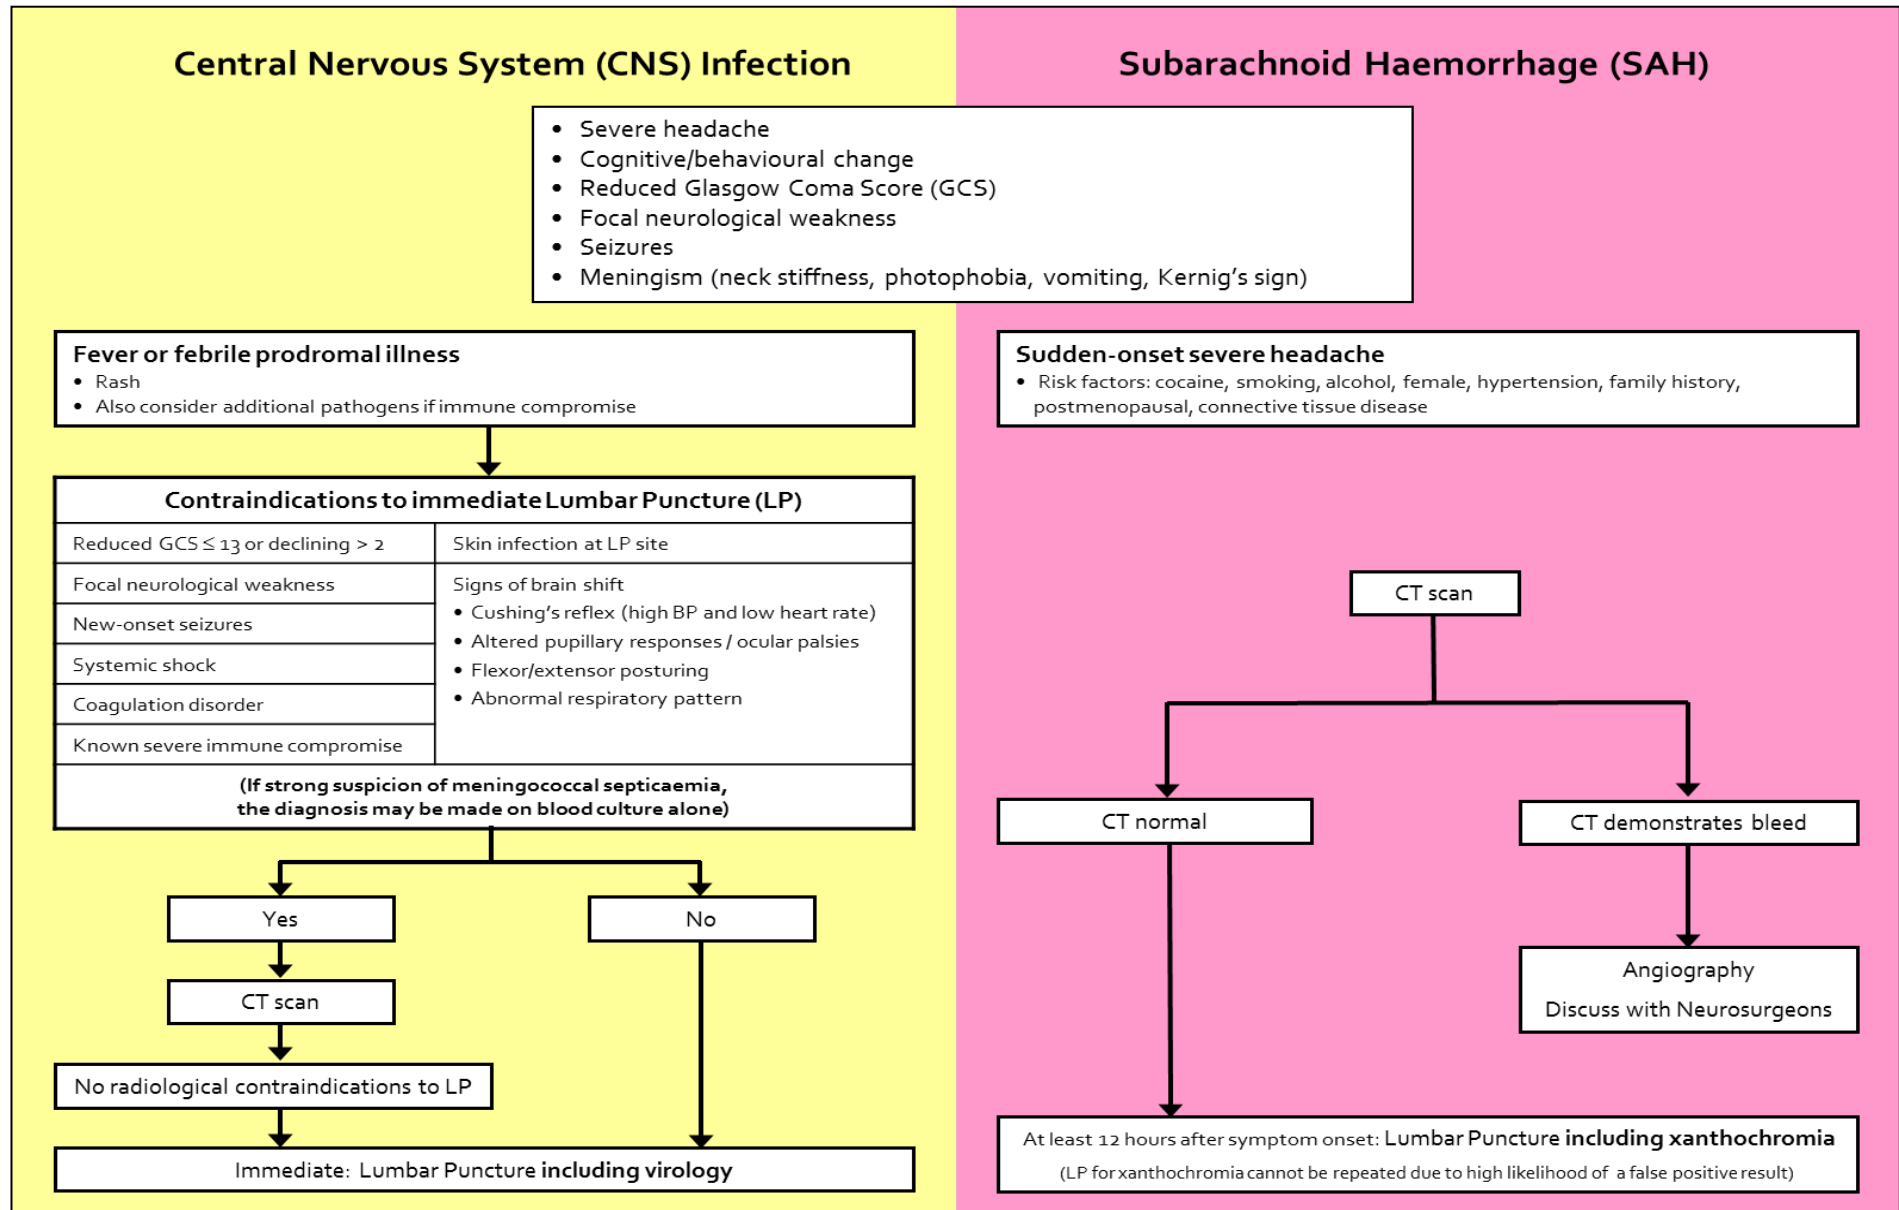 Central Nervous System (CNS) Infection
Subarachnoid Haemorrhage (SAH)
• Severe headache
• Cognitive/behavioural change
• Reduced Glasgow Coma Score (GCS)
• Focal neurological weakness
• Seizures
• Meningism (neck stiffness, photophobia, vomiting, Kernig's sign)
Fever or febrile prodromal illness
• Rash
• Also consider additional pathogens if immune compromise
Contraindications to immediate Lumbar Puncture (LP)
Reduced GCS ≤ 13 or declining > 2
Focal neurological weakness
New-onset seizures
Systemic shock
Coagulation disorder
Known severe immune compromise
Skin infection at LP site
Signs of brain shift
• Cushing's reflex (high BP and low heart rate)
• Altered pupillary responses / ocular palsies
• Flexor/extensor posturing
• Abnormal respiratory pattern
(If strong suspicion of meningococcal septicaemia,
the diagnosis may be made on blood culture alone)
Yes
No
CT scan
No radiological contraindications to LP
Immediate: Lumbar Puncture including virology
Sudden-onset severe headache
• Risk factors: cocaine, smoking, alcohol, female, hypertension, family history,
postmenopausal, connective tissue disease
CT scan
CT normal
CT demonstrates bleed
Angiography
Discuss with Neurosurgeons
At least 12 hours after symptom onset: Lumbar Puncture including xanthochromia
(LP for xanthochromia cannot be repeated due to high likelihood of a false positive result)